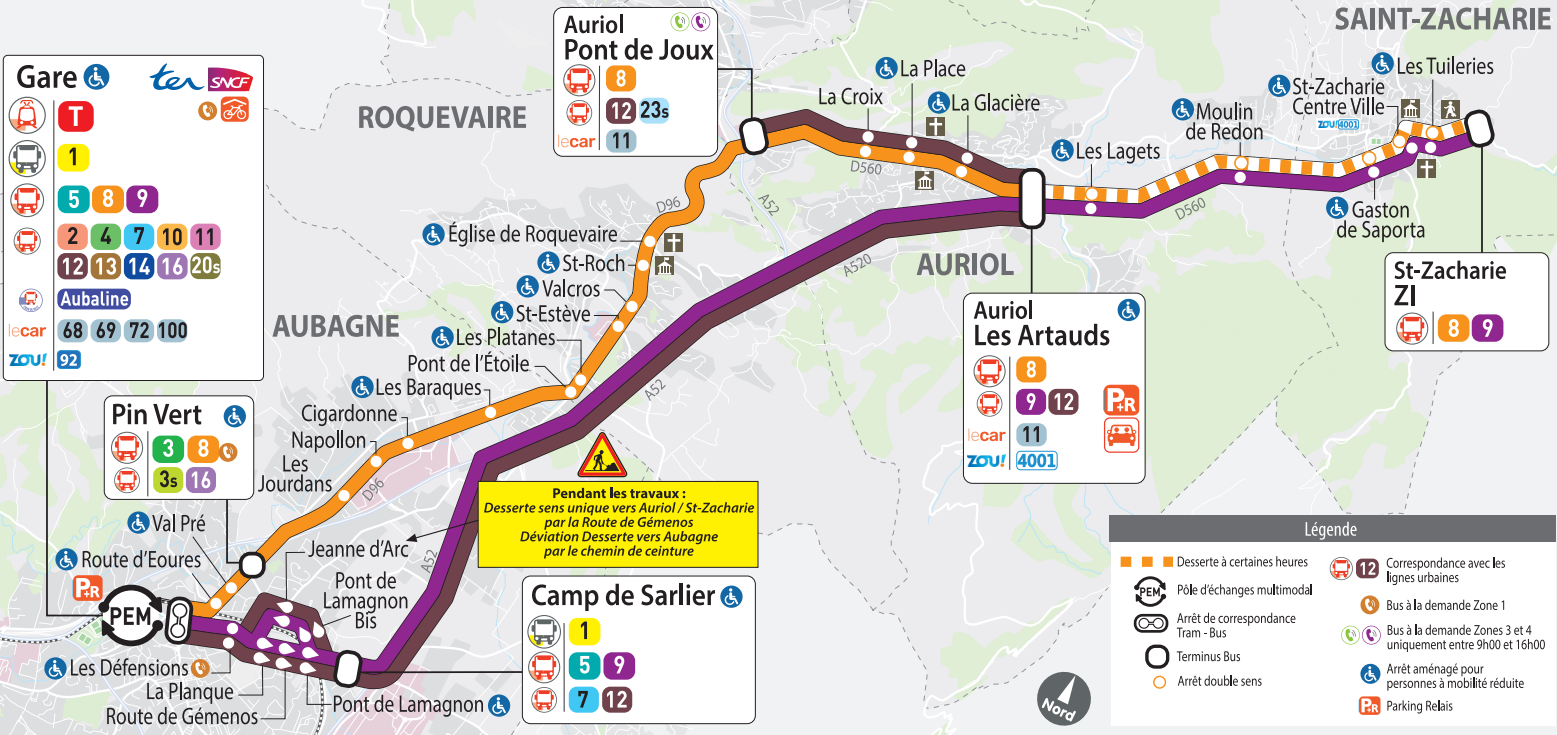 SAINT-ZACHARIE
Gare
ter SNCF
T
1
5 8 9
2 4 7 10 11
12 13 14 16 20s
Aubaline
lecar 68 69 72 100
ZOU! 92
Auriol
Pont de Joux
8
12 23s
lecar 11
ROQUEVAIRE
La Place
La Croix
La Glacière
D560
A52
Les Lagets
Moulin
de Redon
St-Zacharie
Centre Ville
ZOU! 4001
Les Tuileries
D560
Gaston
de Saporta
D96
Église de Roquevaire
St-Roch
Valcros
St-Estève
Les Platanes
Pont de l'Étoile
Les Baraques
Cigardonne
Napollon
Les
Jourdans
D96
AUBAGNE
A520
AURIOL
A52
A52
Auriol
Les Artauds
8
9 12
P+R
lecar 11
ZOU! 4001
St-Zacharie
ZI
8 9
Pin Vert
3 8
3s 16
Val Pré
Route d'Eoures
P+R
PEM
Jeanne d'Arc
Pont de
Lamagnon
Bis
Les Défensions
La Planque
Route de Gémenos
Pont de Lamagnon
Pendant les travaux :
Desserte sens unique vers Auriol / St-Zacharie
par la Route de Gémenos
Déviation Desserte vers Aubagne
par le chemin de ceinture
Camp de Sarlier
1
5 9
7 12
Nord
Légende
Desserte à certaines heures
PEM Pôle d'échanges multimodal
Arrêt de correspondance
Tram - Bus
Terminus Bus
Arrêt double sens
12 Correspondance avec les
lignes urbaines
Bus à la demande Zone 1
Bus à la demande Zones 3 et 4
uniquement entre 9h00 et 16h00
Arrêt aménagé pour
personnes à mobilité réduite
P+R Parking Relais